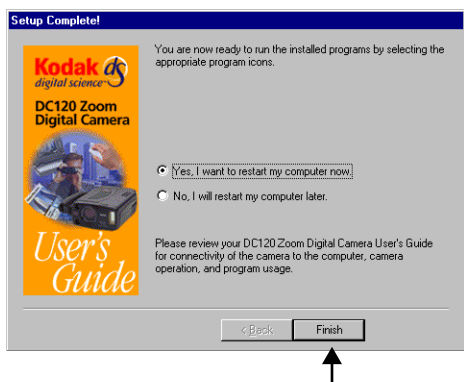 Setup Complete!
You are now ready to run the installed programs by selecting the
appropriate program icons.
Kodak ds
digital science
DC120 Zoom
Digital Camera
Yes, I want to restart my computer now.
No, I will restart my computer later.
User's
Guide
Please review your DC120 Zoom Digital Camera User's Guide
for connectivity of the camera to the computer, camera
operation, and program usage.
< Back
Finish